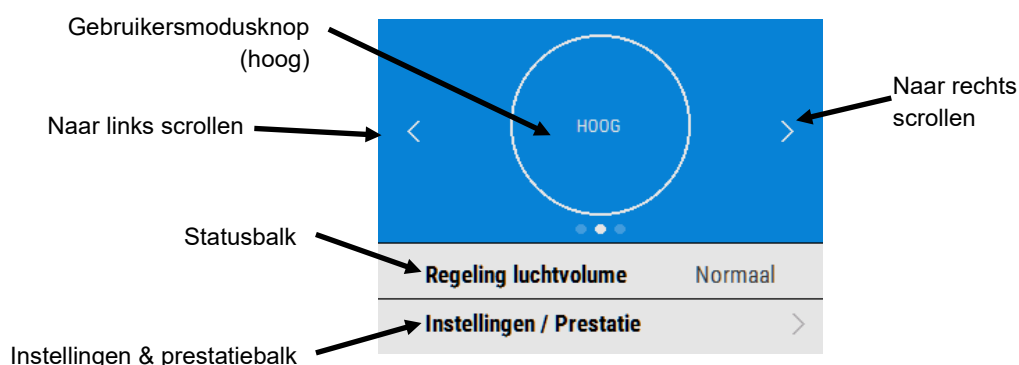 Gebruikersmodusknop
(hoog)
Naar rechts
scrollen
Naar links scrollen
HOOG
Statusbalk
Regeling luchtvolume Normaal
Instellingen / Prestatie
Instellingen & prestatiebalk